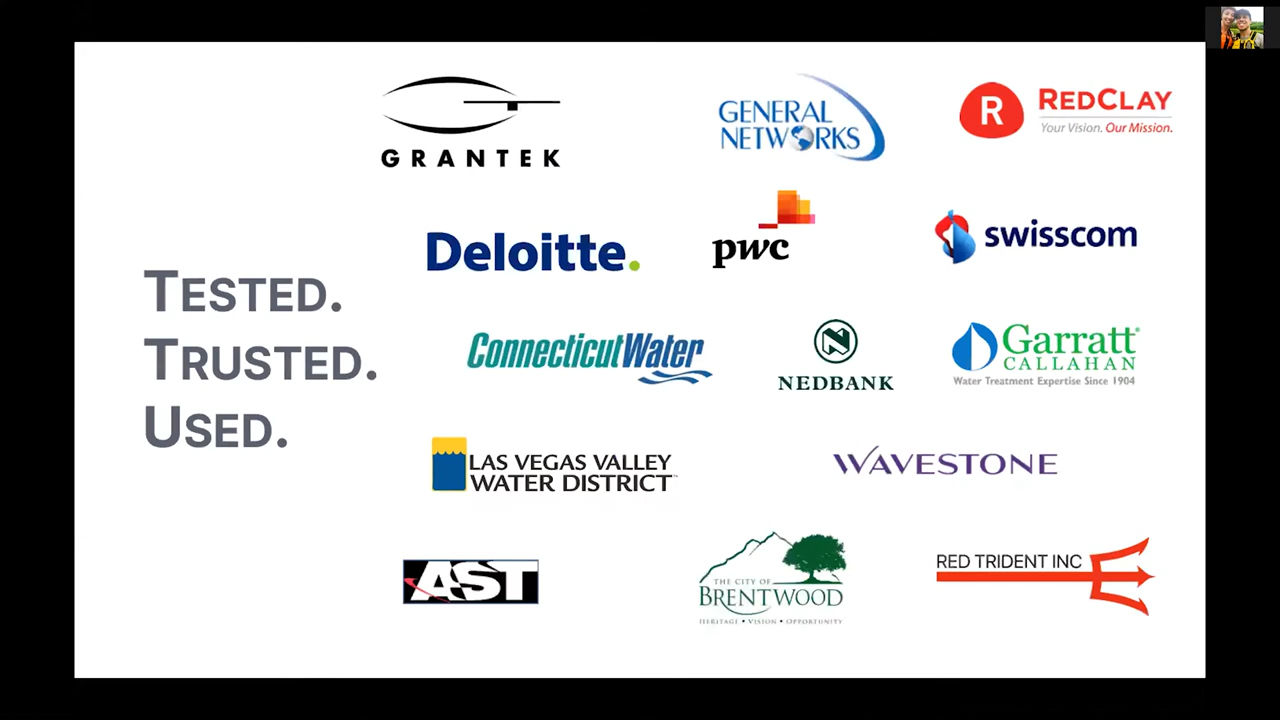 TESTED.
TRUSTED.
USED.
GRANTEK
GENERAL
NETWORKS
R
REDCLAY
Your Vision. Our Mission.
Deloitte.
pwc
swisscom
ConnecticutWater
N
NEDBANK
Garratt®
CALLAHAN
Water Treatment Expertise Since 1904
LAS VEGAS VALLEY
WATER DISTRICT™
WAVESTONE
AST
THE CITY OF
BRENTWOOD
HERITAGE • VISION • OPPORTUNITY
RED TRIDENT INC